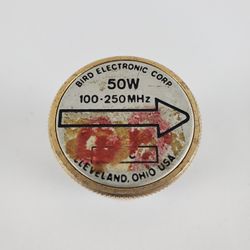 BIRD ELECTRONIC CORP.
50W
100-250MHz
C
CLEVELAND, OHIO USA